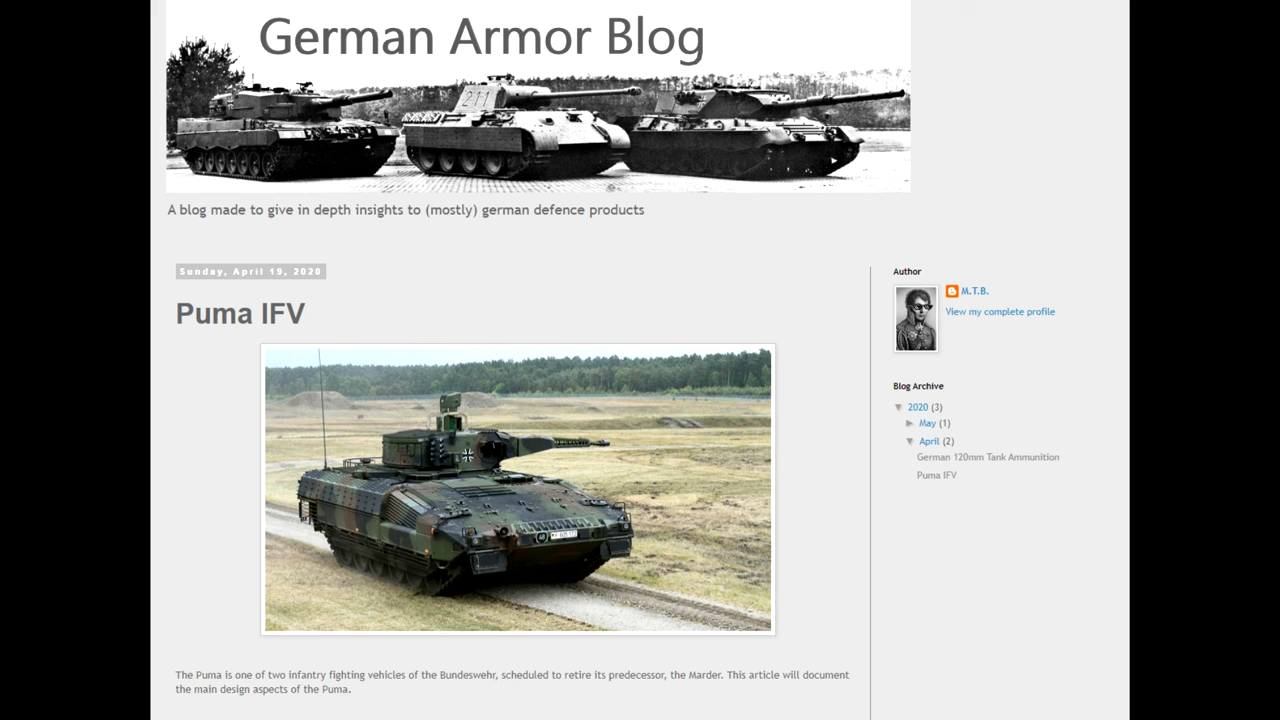 German Armor Blog
211
A blog made to give in depth insights to (mostly) german defence products
Sunday, April 19, 2020
Puma IFV
The Puma is one of two infantry fighting vehicles of the Bundeswehr, scheduled to retire its predecessor, the Marder. This article will document
the main design aspects of the Puma.
Author
M.T.B.
View my complete profile
Blog Archive
▼ 2020 (3)
► May (1)
▼ April (2)
German 120mm Tank Ammunition
Puma IFV